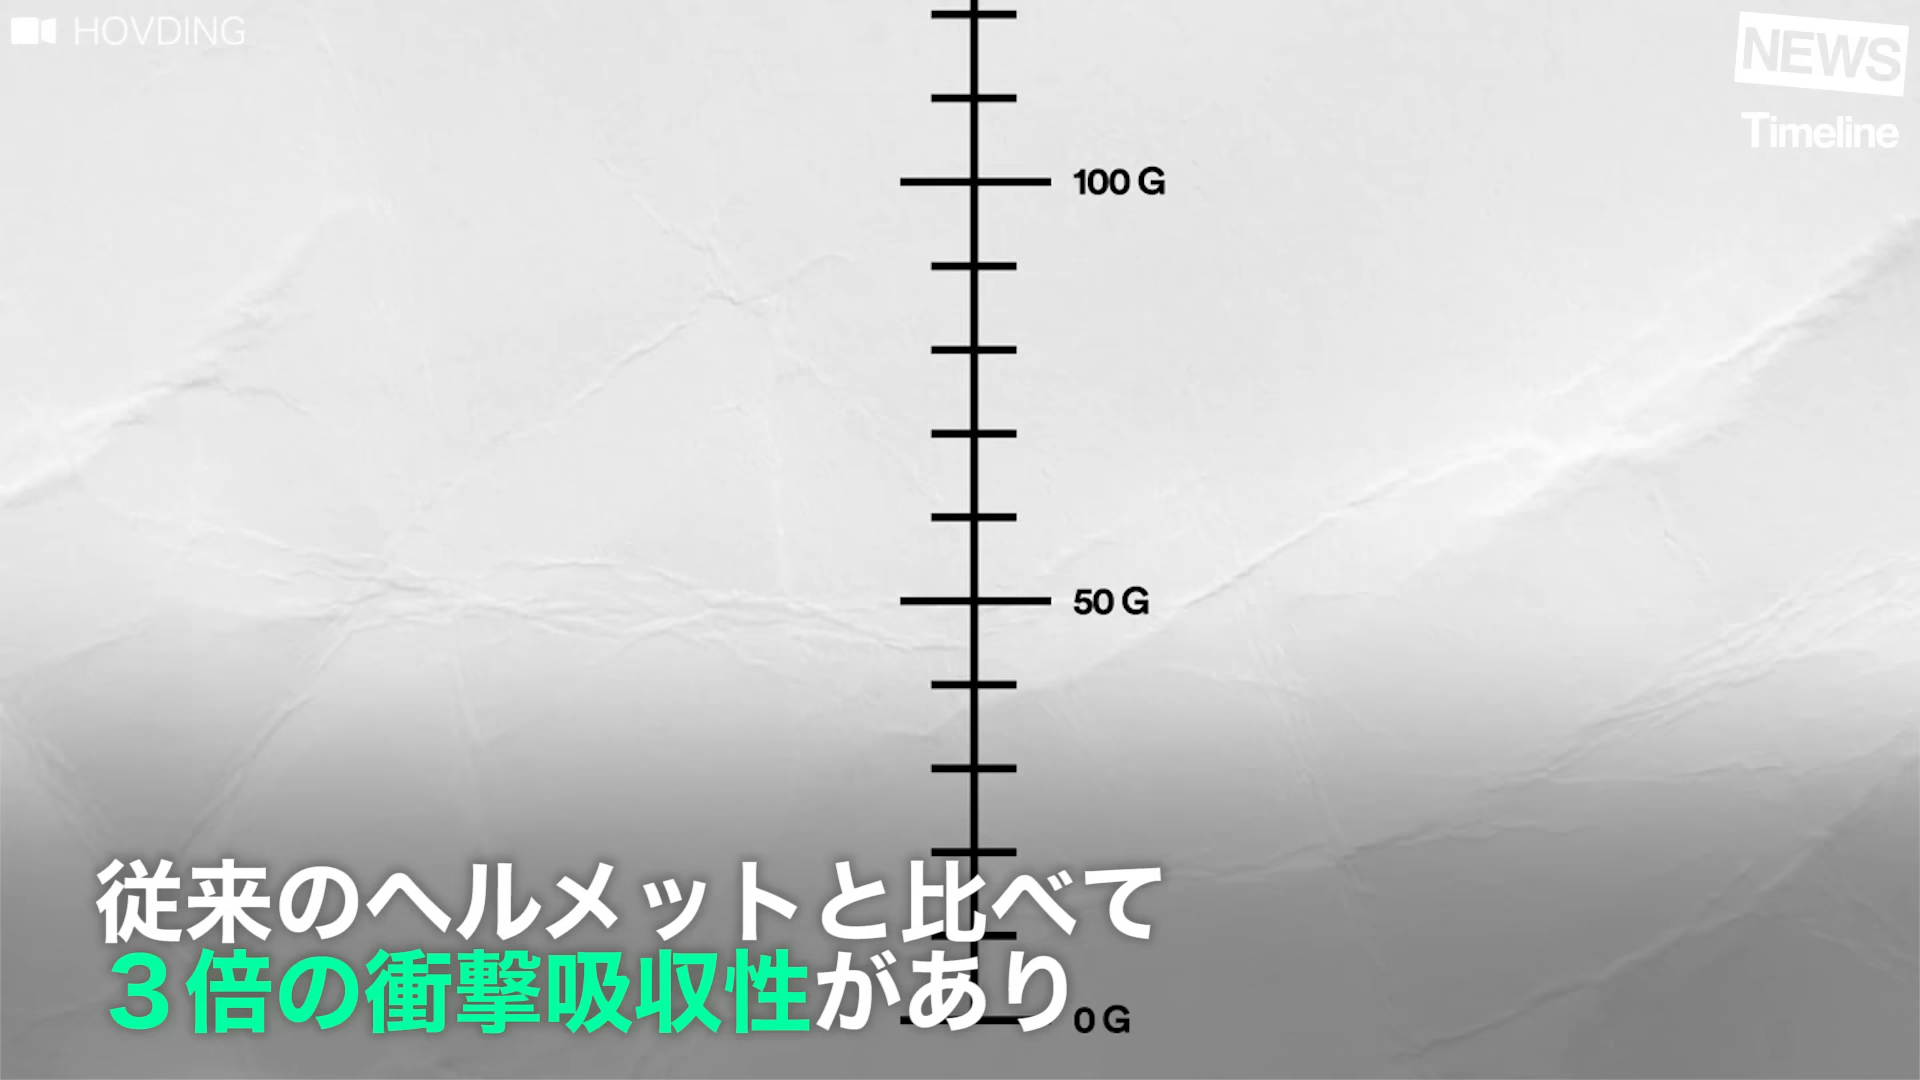 HOVDING
NEWS
Timeline
100 G
50 G
従来のヘルメットと比べて
３倍の衝撃吸収性があり
0 G